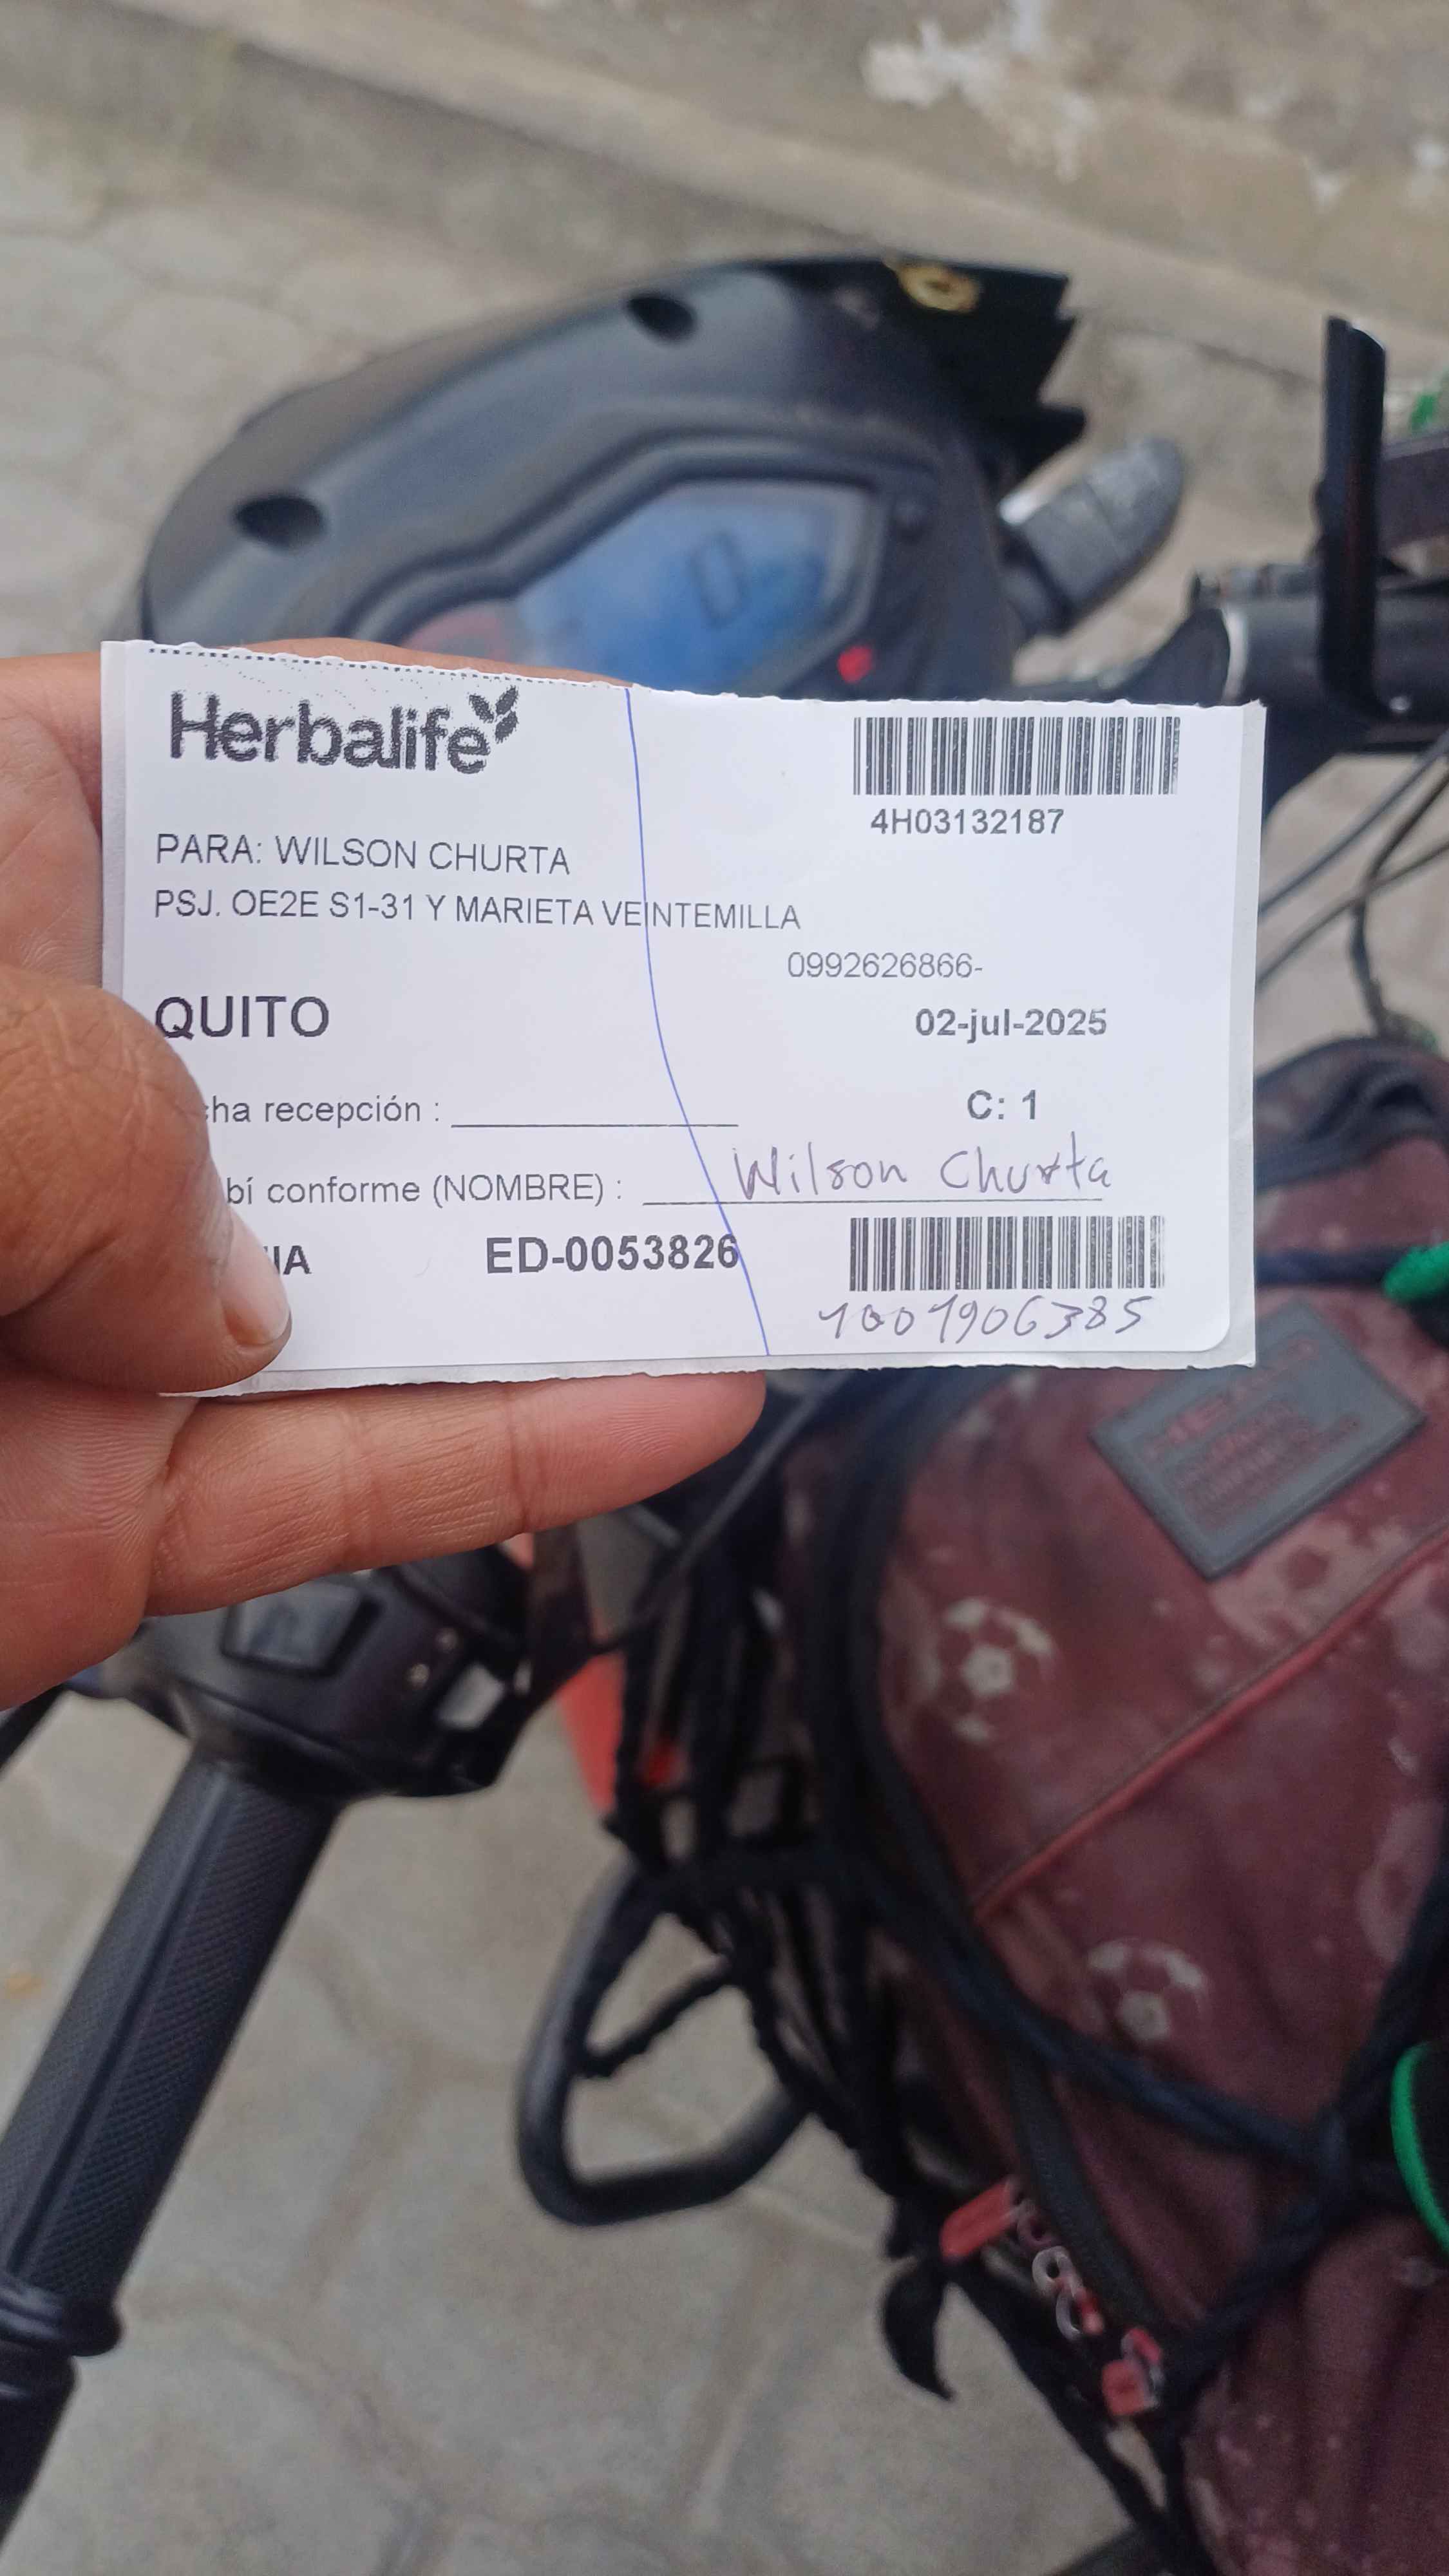 Herbalife
4H03132187
PARA: WILSON CHURTA
PSJ. OE2E S1-31 Y MARIETA VEINTEMILLA
0992626866-
QUITO
02-jul-2025
cha recepción :
C: 1
bí conforme (NOMBRE) : Wilson Churta
IA ED-0053826
1001906385